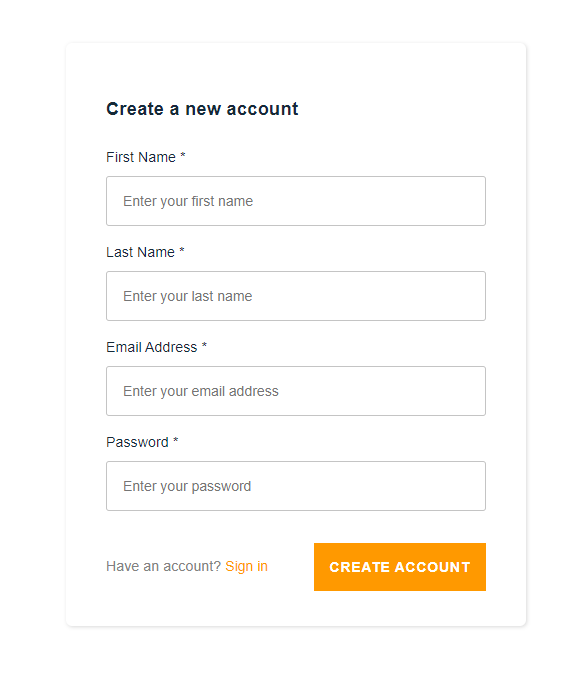 Create a new account
First Name *
Enter your first name
Last Name *
Enter your last name
Email Address *
Enter your email address
Password *
Enter your password
Have an account? Sign in
CREATE ACCOUNT